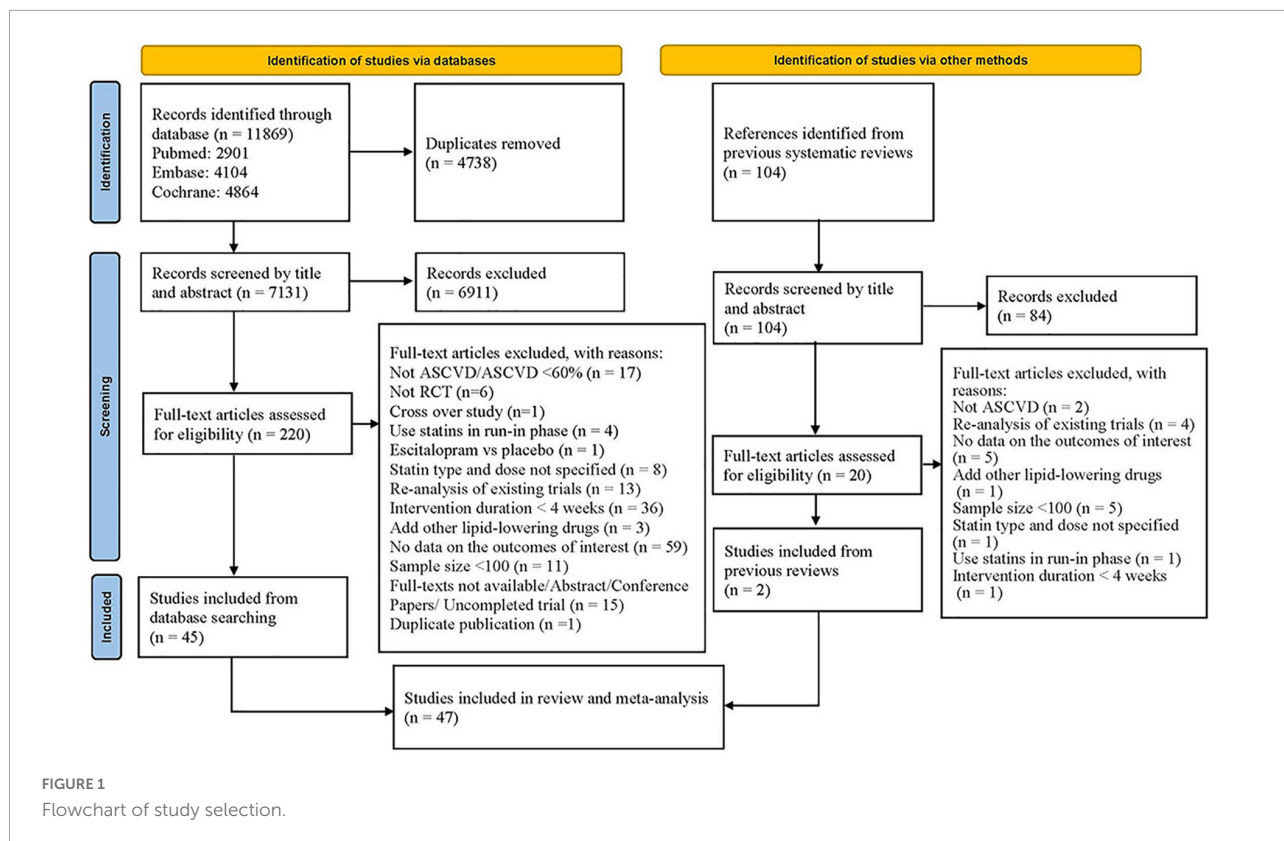 Identification of studies via databases
Identification of studies via other methods
Identification
Records identified through
database (n = 11869)
Pubmed: 2901
Embase: 4104
Cochrane: 4864
Duplicates removed
(n = 4738)
References identified from
previous systematic reviews
(n = 104)
Screening
Records screened by title
and abstract (n = 7131)
Records excluded
(n = 6911)
Records screened by title
and abstract
(n = 104)
Records excluded
(n = 84)
Full-text articles assessed
for eligibility (n = 220)
Full-text articles excluded, with reasons:
Not ASCVD/ASCVD <60% (n = 17)
Not RCT (n=6)
Cross over study (n=1)
Use statins in run-in phase (n = 4)
Escitalopram vs placebo (n = 1)
Statin type and dose not specified (n = 8)
Re-analysis of existing trials (n = 13)
Intervention duration < 4 weeks (n = 36)
Add other lipid-lowering drugs (n = 3)
No data on the outcomes of interest (n = 59)
Sample size <100 (n = 11)
Full-texts not available/Abstract/Conference
Papers/ Uncompleted trial (n = 15)
Duplicate publication (n =1)
Full-text articles assessed
for eligibility (n = 20)
Full-text articles excluded, with
reasons:
Not ASCVD (n = 2)
Re-analysis of existing trials (n = 4)
No data on the outcomes of interest
(n = 5)
Add other lipid-lowering drugs
(n = 1)
Sample size <100 (n = 5)
Statin type and dose not specified
(n = 1)
Use statins in run-in phase (n = 1)
Intervention duration < 4 weeks
(n = 1)
Included
Studies included from
database searching
(n = 45)
Studies included from
previous reviews
(n = 2)
Studies included in review and meta-analysis
(n = 47)
FIGURE 1
Flowchart of study selection.